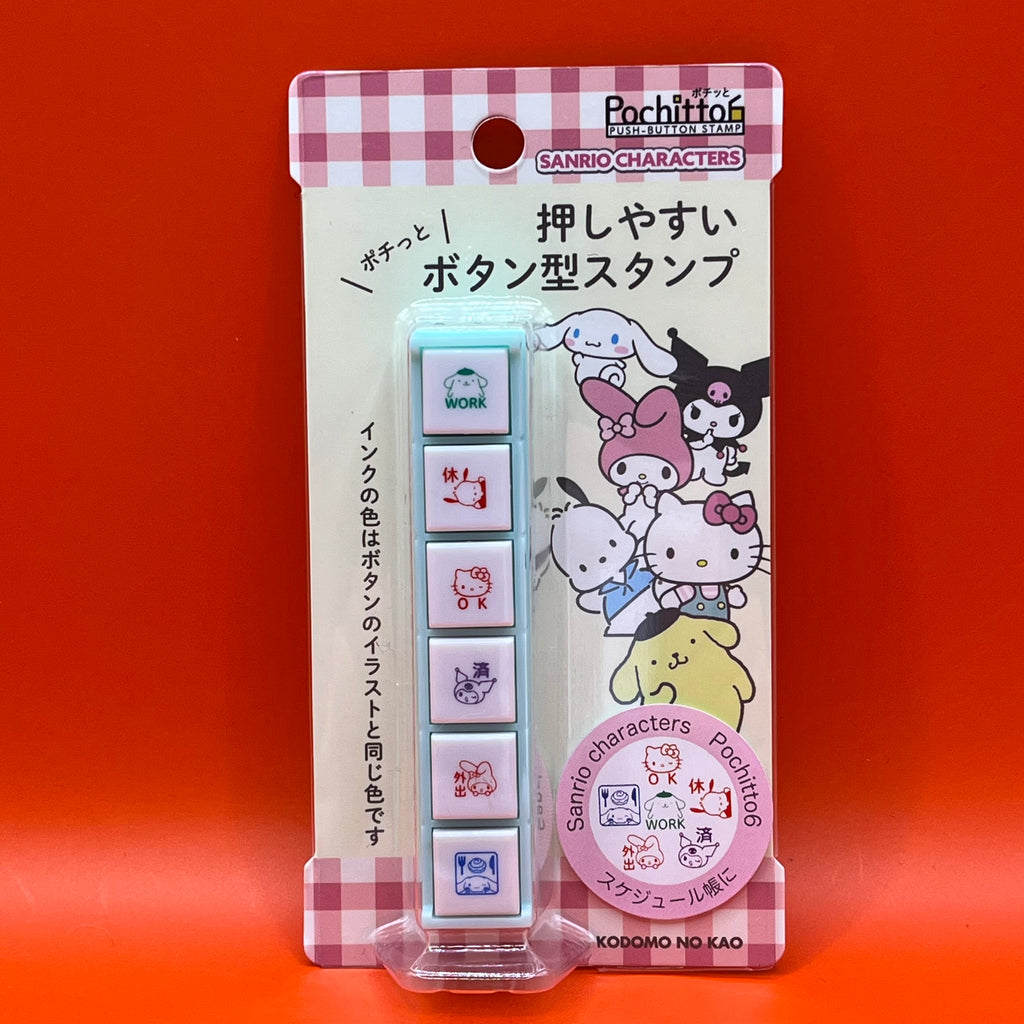 ポチッと
Pochitto6
PUSH-BUTTON STAMP
SANRIO CHARACTERS
ポチっと
押しやすい
ボタン型スタンプ
インクの色はボタンのイラストと同じ色です
WORK
休
OK
済
外出
Sanrio characters Pochitto6
OK
休
WORK
済
外出
スケジュール帳に
KODOMO NO KAO